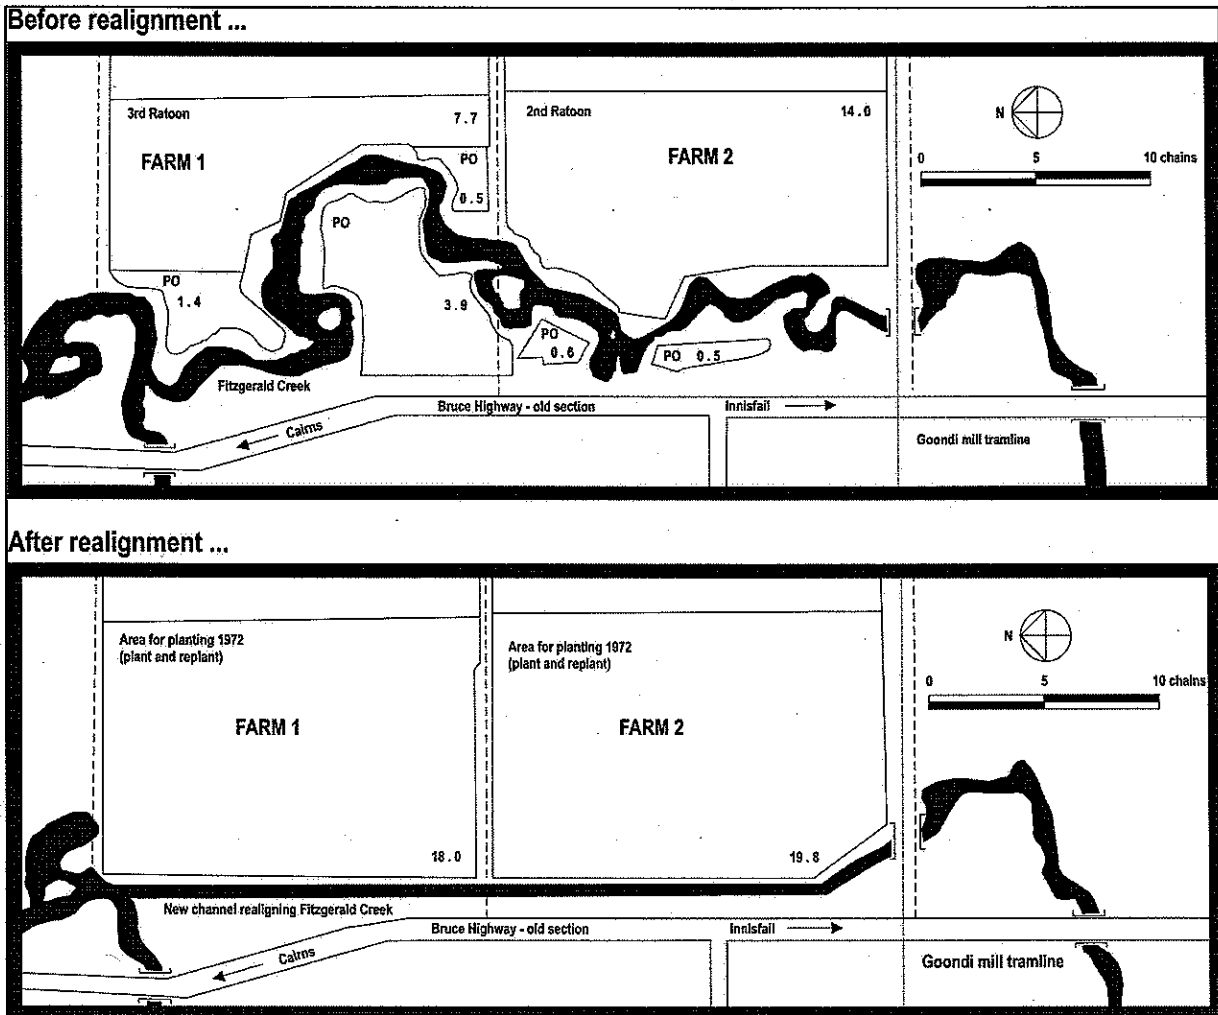 Before realignment ...
3rd Ratoon
7.7
2nd Ratoon
14.0
N
FARM 1
FARM 2
PO
0.5
0 5 10 chains
PO
PO
1.4
3.9
PO
0.6
PO 0.5
Fitzgerald Creek
Bruce Highway - old section
Innisfail
Cairns
Goondi mill tramline
After realignment ...
Area for planting 1972
(plant and replant)
Area for planting 1972
(plant and replant)
N
0 5 10 chains
FARM 1
FARM 2
18.0
19.8
New channel realigning Fitzgerald Creek
Bruce Highway - old section
Innisfail
Cairns
Goondi mill tramline